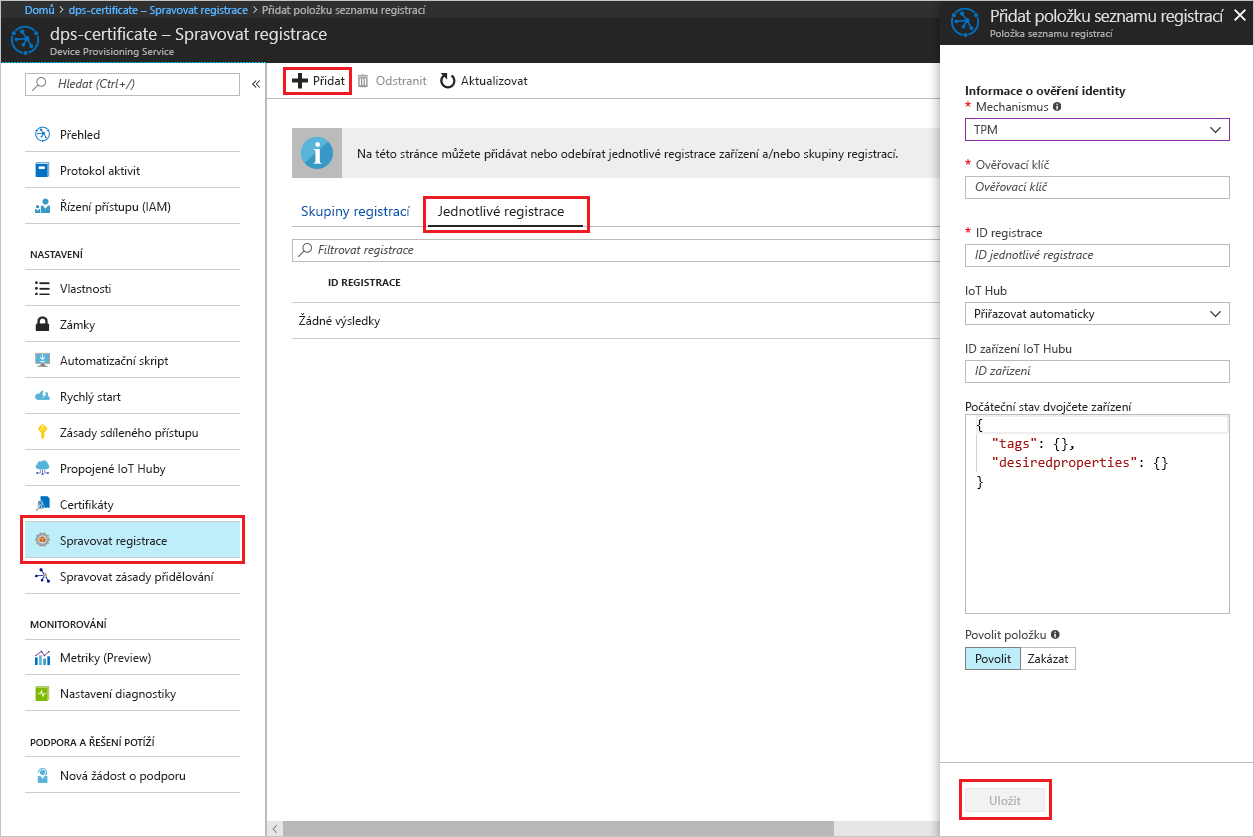 Domů > dps-certificate – Spravovat registrace > Přidat položku seznamu registrací
dps-certificate – Spravovat registrace
Device Provisioning Service
Hledat (Ctrl+/)
«
Přehled
Protokol aktivit
Řízení přístupu (IAM)
NASTAVENÍ
Vlastnosti
Zámky
Automatizační skript
Rychlý start
Zásady sdíleného přístupu
Propojené IoT Huby
Certifikáty
Spravovat registrace
Spravovat zásady přidělování
MONITOROVÁNÍ
Metriky (Preview)
Nastavení diagnostiky
PODPORA A ŘEŠENÍ POTÍŽÍ
Nová žádost o podporu
Přidat
Odstranit
Aktualizovat
Na této stránce můžete přidávat nebo odebírat jednotlivé registrace zařízení a/nebo skupiny registrací.
Skupiny registrací
Jednotlivé registrace
Filtrovat registrace
ID REGISTRACE
Žádné výsledky
Přidat položku seznamu registrací
Položka seznamu registrací
Informace o ověření identity
* Mechanismus
TPM
* Ověřovací klíč
Ověřovací klíč
* ID registrace
ID jednotlivé registrace
IoT Hub
Přiřazovat automaticky
ID zařízení IoT Hubu
ID zařízení
Počáteční stav dvojčete zařízení
{
"tags": {},
"desiredproperties": {}
}
Povolit položku
Povolit
Zakázat
Uložit